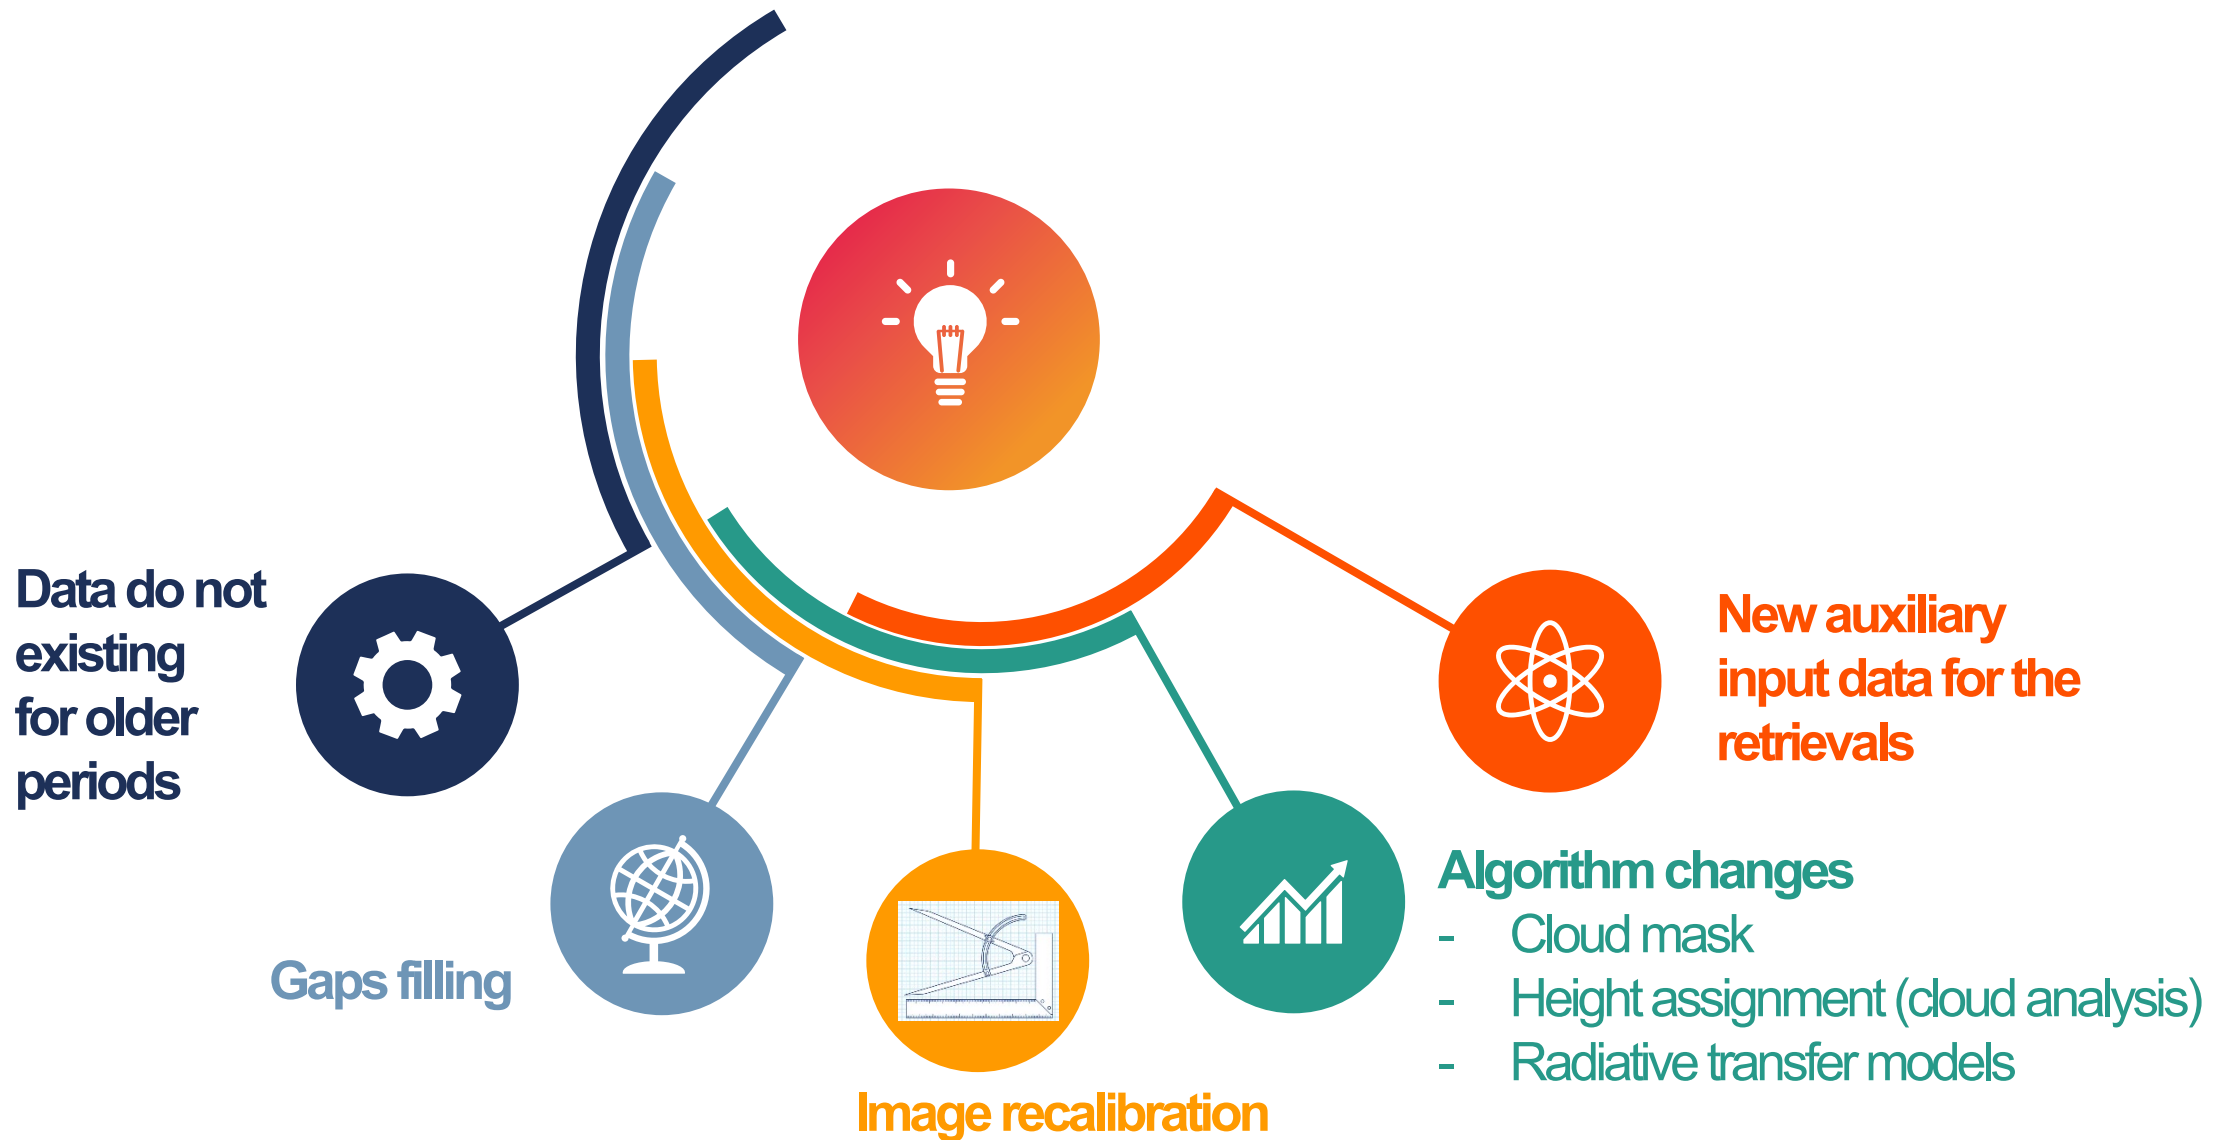 Data do not
existing
for older
periods
Gaps filling
Image recalibration
Algorithm changes
- Cloud mask
- Height assignment (cloud analysis)
- Radiative transfer models
New auxiliary
input data for the
retrievals